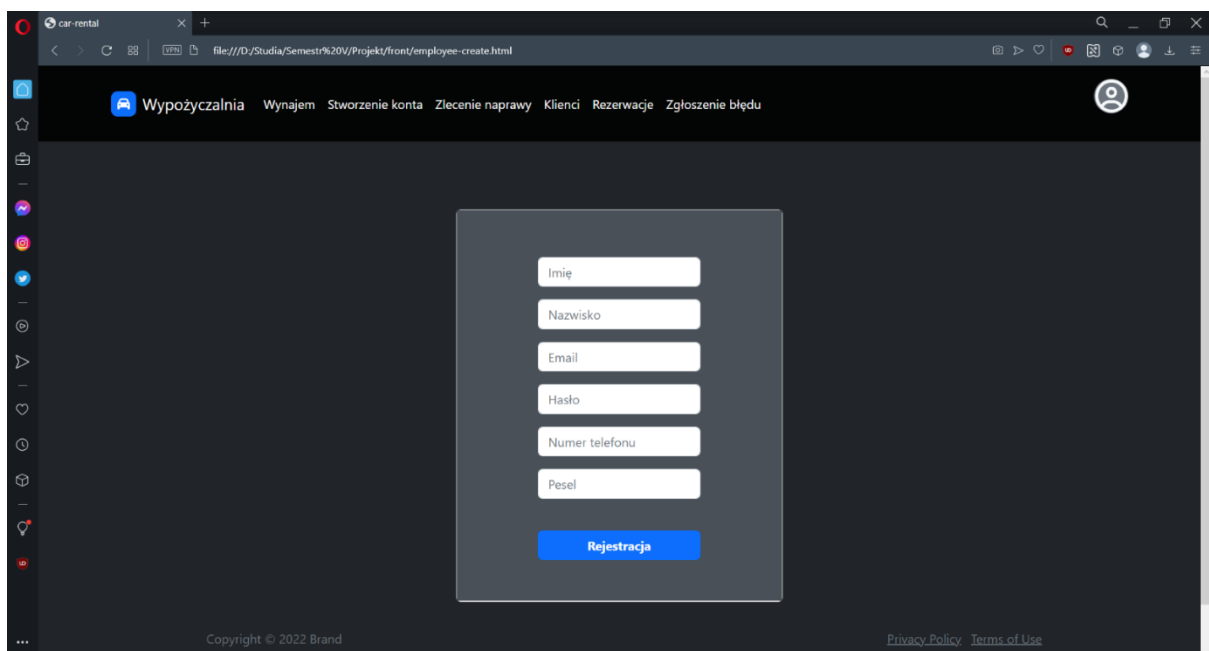 car-rental
VPN
file:///D:/Studia/Semestr%20V/Projekt/front/employee-create.html
Wypożyczalnia Wynajem Stworzenie konta Zlecenie naprawy Klienci Rezerwacje Zgłoszenie błędu
Imię
Nazwisko
Email
Hasło
Numer telefonu
Pesel
Rejestracja
Copyright © 2022 Brand
Privacy Policy Terms of Use